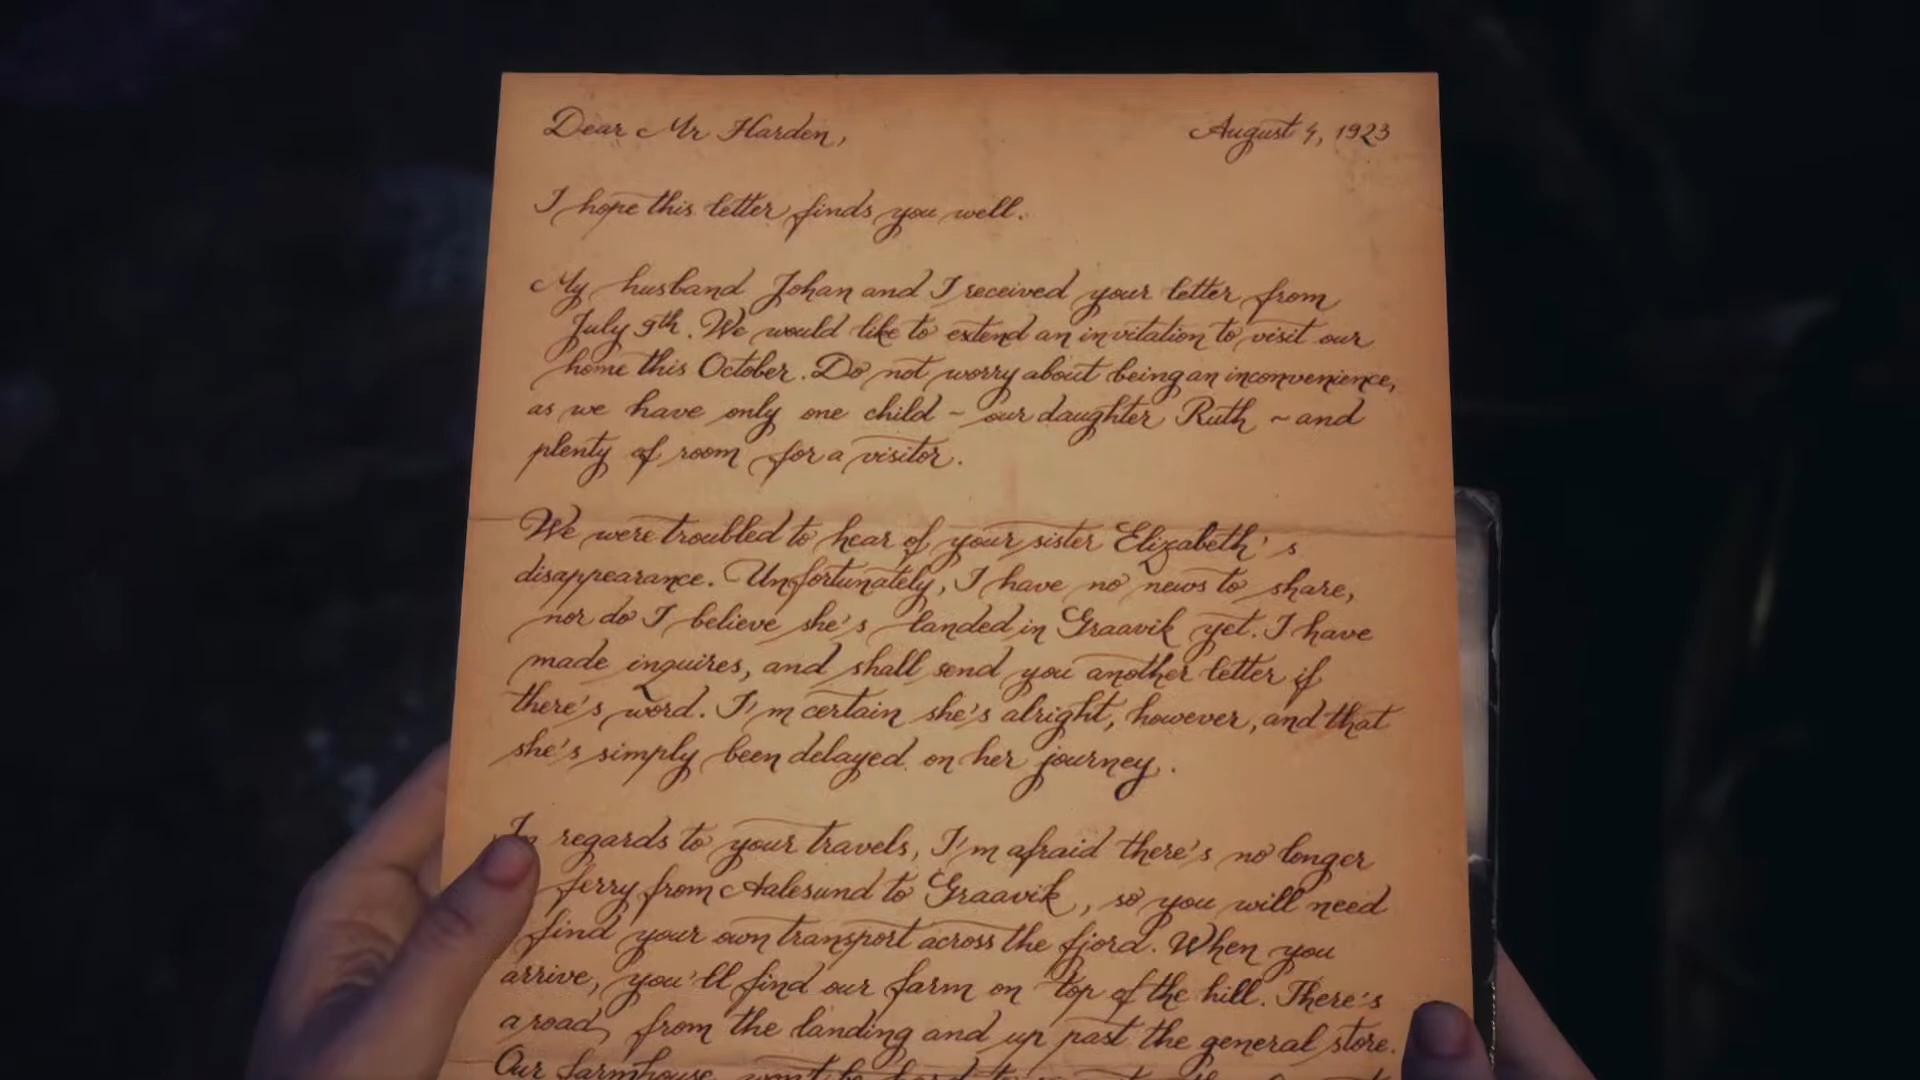 Dear Mr Harden,
August 4, 1923
I hope this letter finds you well.
My husband Johan and I received your letter from
July 9th. We would like to extend an invitation to visit our
home this October. Do not worry about being an inconvenience,
as we have only one child ~ our daughter Ruth ~ and
plenty of room for a visitor.
We were troubled to hear of your sister Elizabeth's
disappearance. Unfortunately, I have no news to share,
nor do I believe she's landed in Graavik yet. I have
made inquires, and shall send you another letter if
there's word. I'm certain she's alright, however, and that
she's simply been delayed on her journey.
In regards to your travels, I'm afraid there's no longer
ferry from Aalesund to Graavik, so you will need
find your own transport across the fjord. When you
arrive, you'll find our farm on top of the hill. There's
a road from the landing and up past the general store.
Our farmhouse won't be hard to